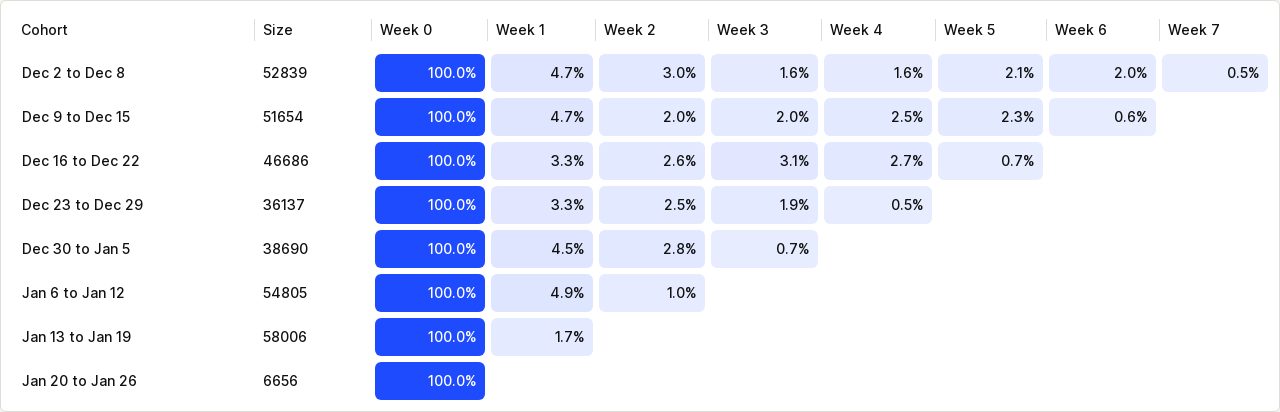 Cohort Size Week 0 Week 1 Week 2 Week 3 Week 4 Week 5 Week 6 Week 7
Dec 2 to Dec 8 52839 100.0% 4.7% 3.0% 1.6% 1.6% 2.1% 2.0% 0.5%
Dec 9 to Dec 15 51654 100.0% 4.7% 2.0% 2.0% 2.5% 2.3% 0.6%
Dec 16 to Dec 22 46686 100.0% 3.3% 2.6% 3.1% 2.7% 0.7%
Dec 23 to Dec 29 36137 100.0% 3.3% 2.5% 1.9% 0.5%
Dec 30 to Jan 5 38690 100.0% 4.5% 2.8% 0.7%
Jan 6 to Jan 12 54805 100.0% 4.9% 1.0%
Jan 13 to Jan 19 58006 100.0% 1.7%
Jan 20 to Jan 26 6656 100.0%